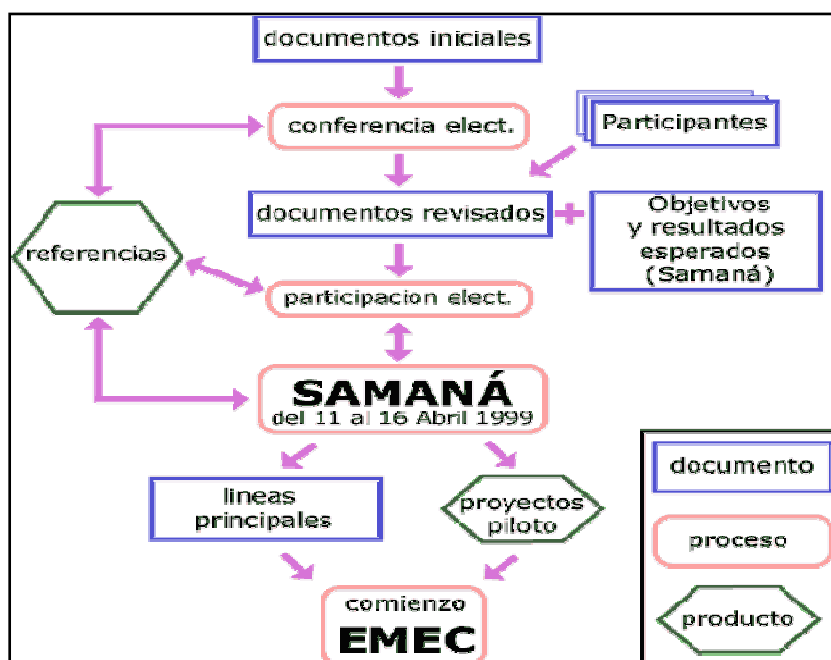 documentos iniciales
conferencia elect.
Participantes
documentos revisados
Objetivos
y resultados
esperados
(Samaná)
referencias
participacion elect.
SAMANÁ
del 11 al 16 Abril 1999
lineas
principales
proyectos
piloto
comienzo
EMEC
documento
proceso
producto